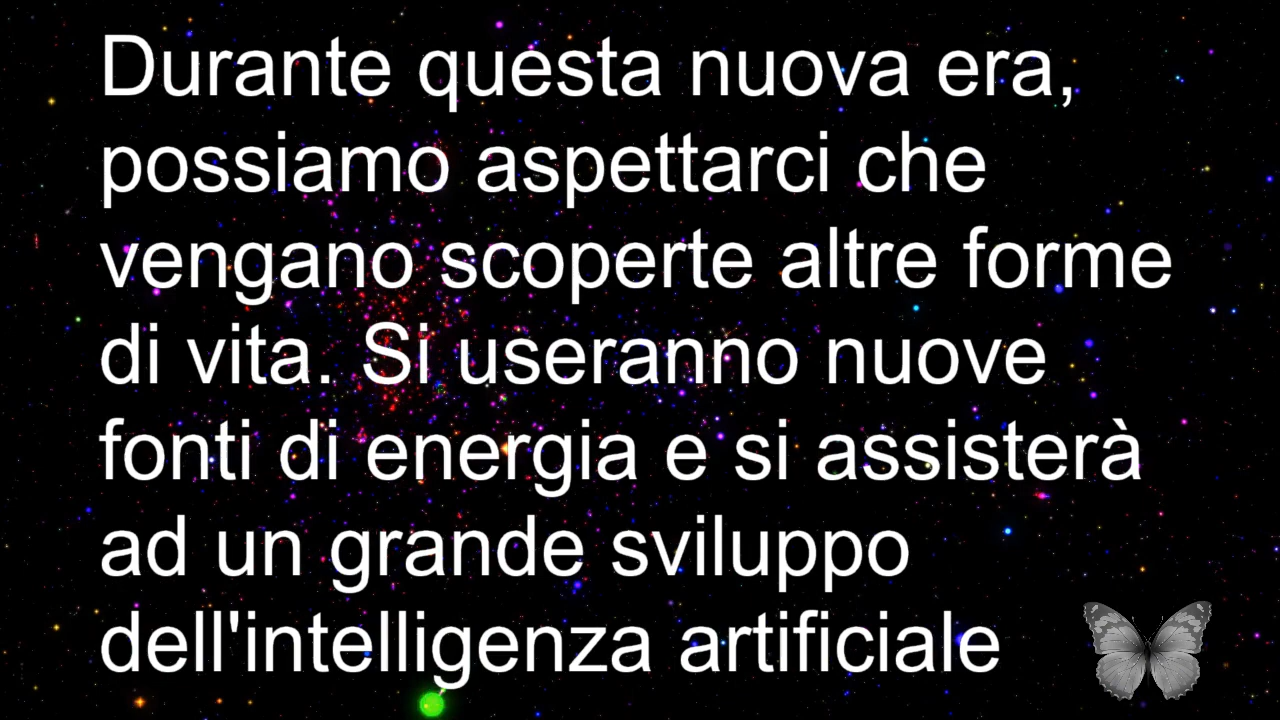 Durante questa nuova era,
possiamo aspettarci che
vengano scoperte altre forme
di vita. Si useranno nuove
fonti di energia e si assisterà
ad un grande sviluppo
dell'intelligenza artificiale